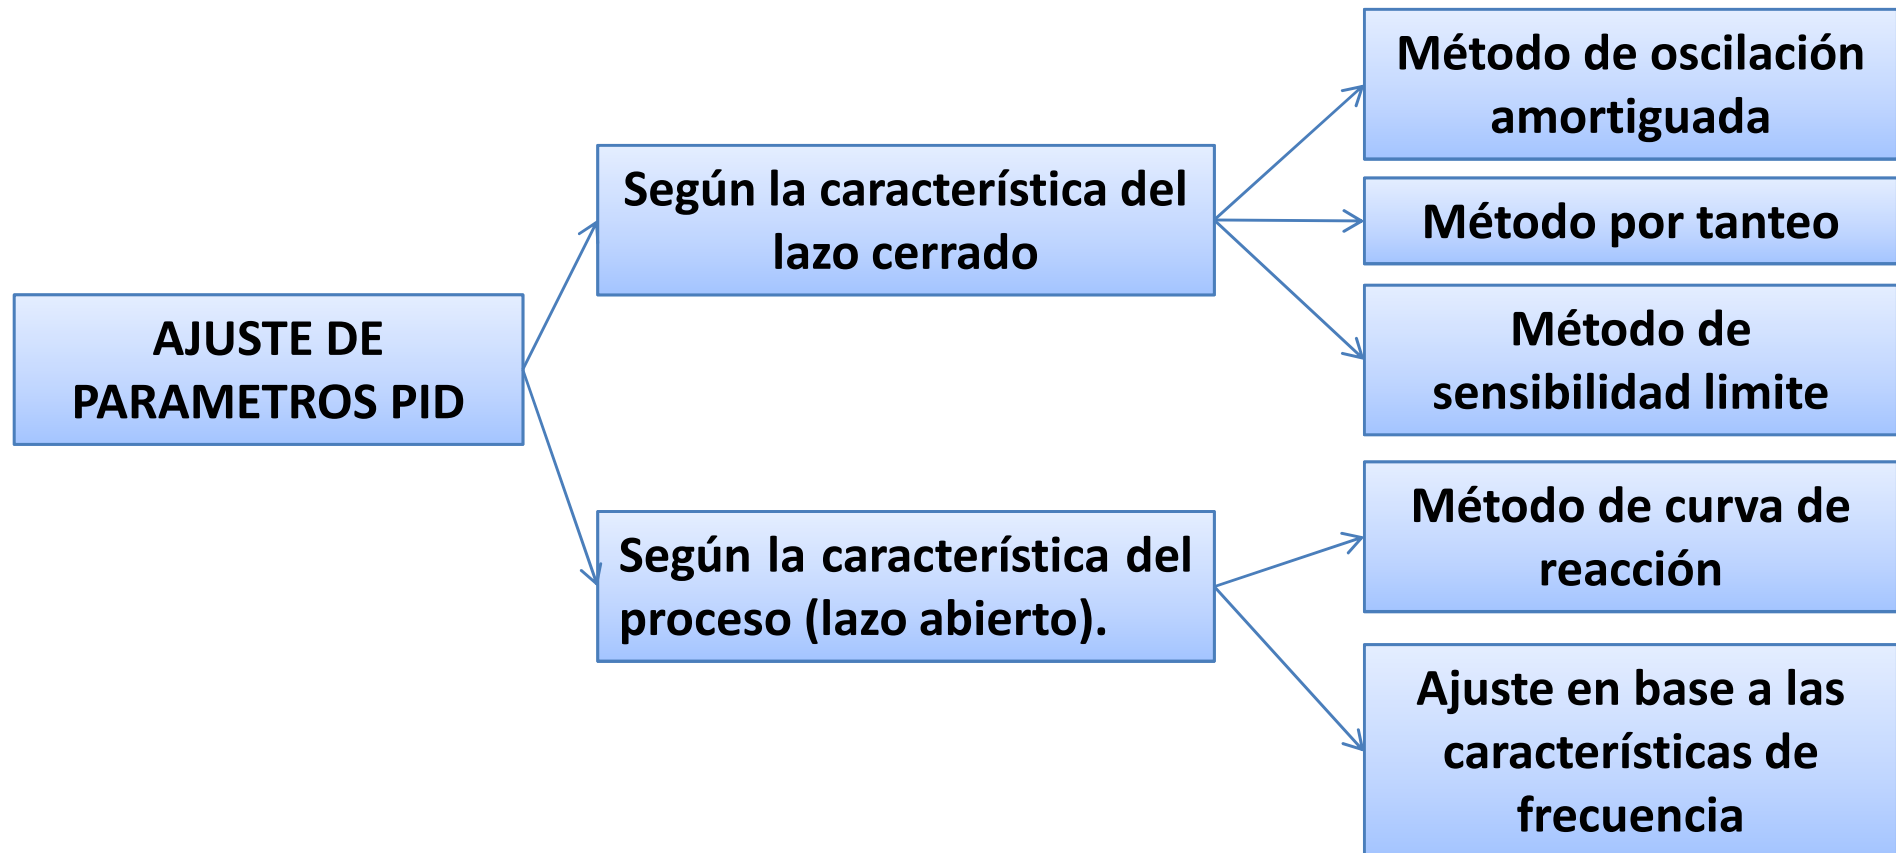 AJUSTE DE
PARAMETROS PID
Según la característica del
lazo cerrado
Método de oscilación
amortiguada
Método por tanteo
Método de
sensibilidad limite
Según la característica del
proceso (lazo abierto).
Método de curva de
reacción
Ajuste en base a las
características de
frecuencia